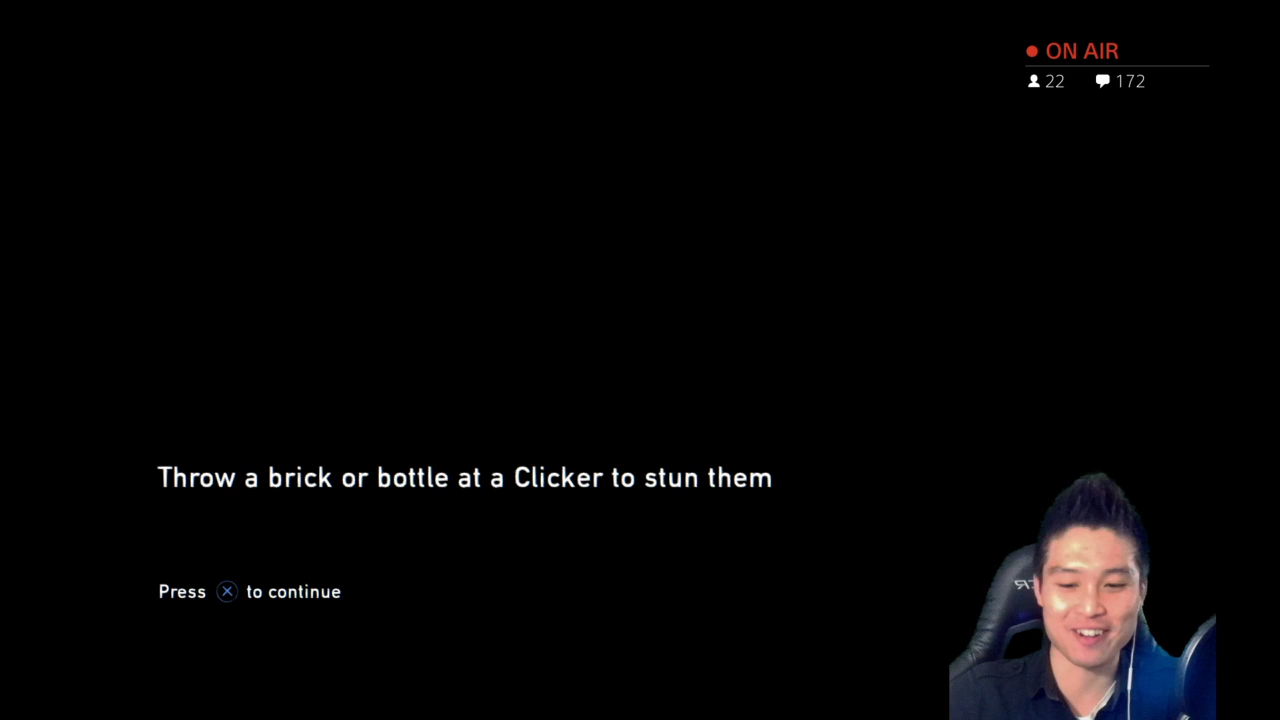 ON AIR
22 172
Throw a brick or bottle at a Clicker to stun them
Press to continue